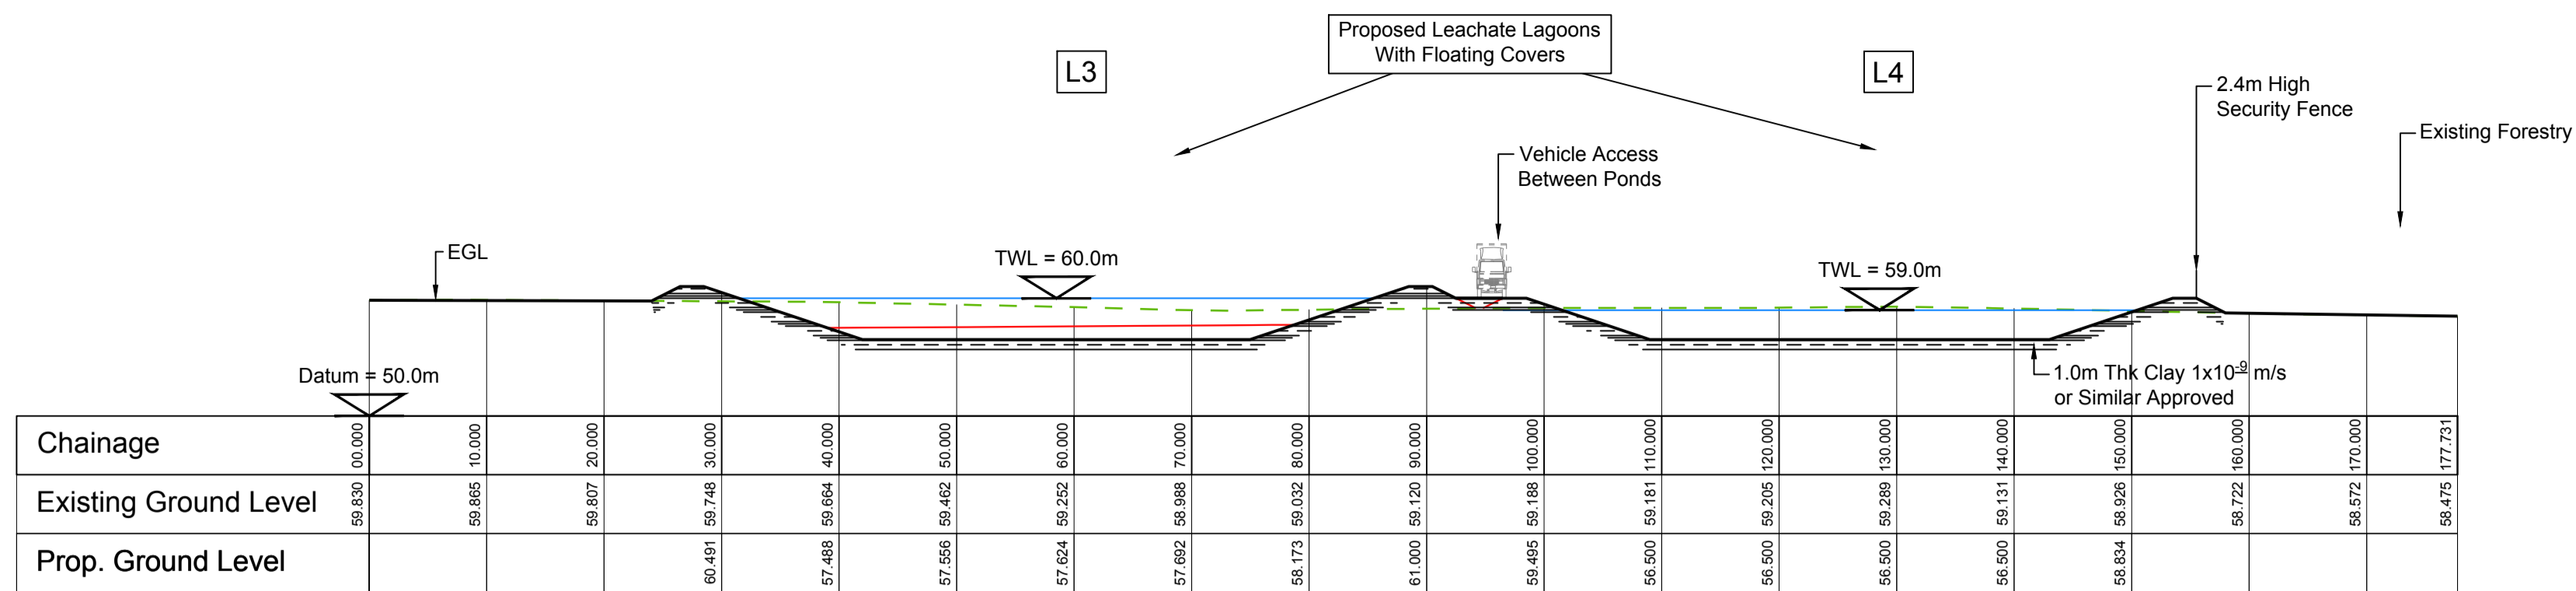 Proposed Leachate Lagoons
With Floating Covers
L3
L4
2.4m High
Security Fence
Existing Forestry
Vehicle Access
Between Ponds
EGL
TWL = 60.0m
TWL = 59.0m
Datum = 50.0m
1.0m Thk Clay 1x10-9 m/s
or Similar Approved
Chainage 00.000 10.000 20.000 30.000 40.000 50.000 60.000 70.000 80.000 90.000 100.000 110.000 120.000 130.000 140.000 150.000 160.000 170.000 177.731
Existing Ground Level 59.830 59.865 59.807 59.748 59.664 59.462 59.252 58.988 59.032 59.120 59.188 59.181 59.205 59.289 59.131 58.926 58.722 58.572 58.475
Prop. Ground Level 60.491 57.488 57.556 57.624 57.692 58.173 61.000 59.495 56.500 56.500 56.500 56.500 58.834